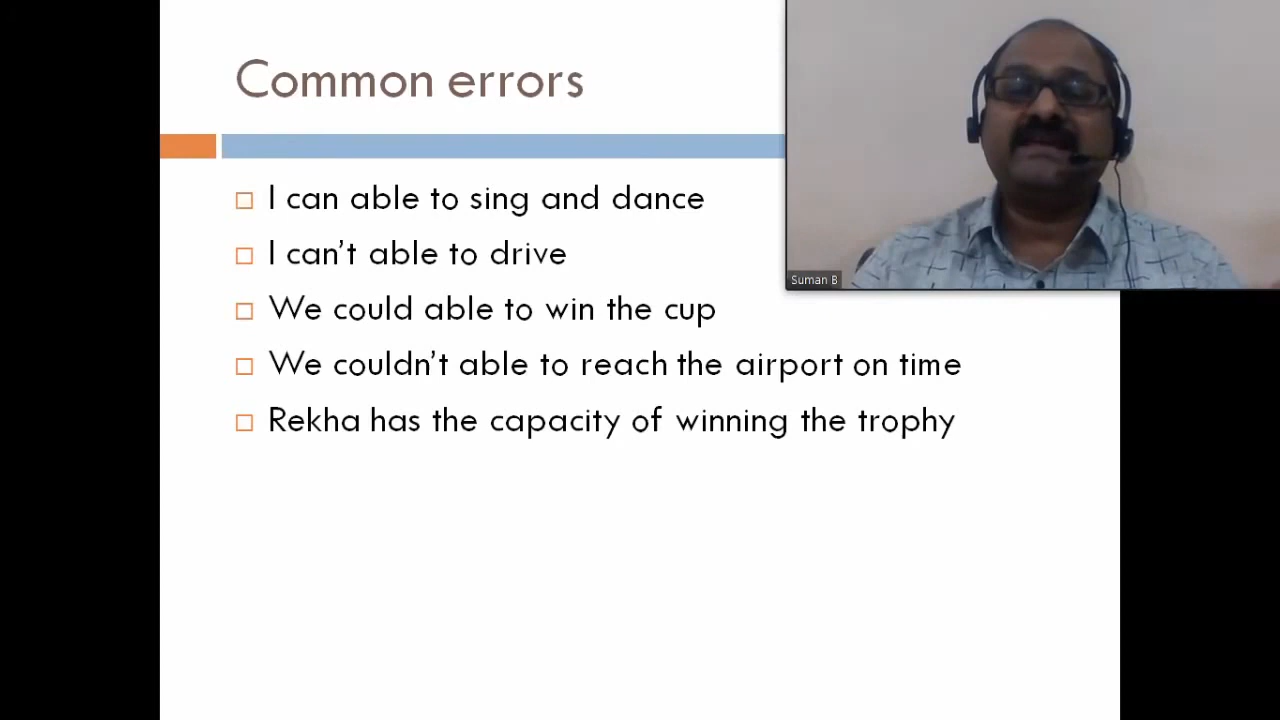 Common errors
I can able to sing and dance
I can't able to drive
We could able to win the cup
We couldn't able to reach the airport on time
Rekha has the capacity of winning the trophy
Suman B